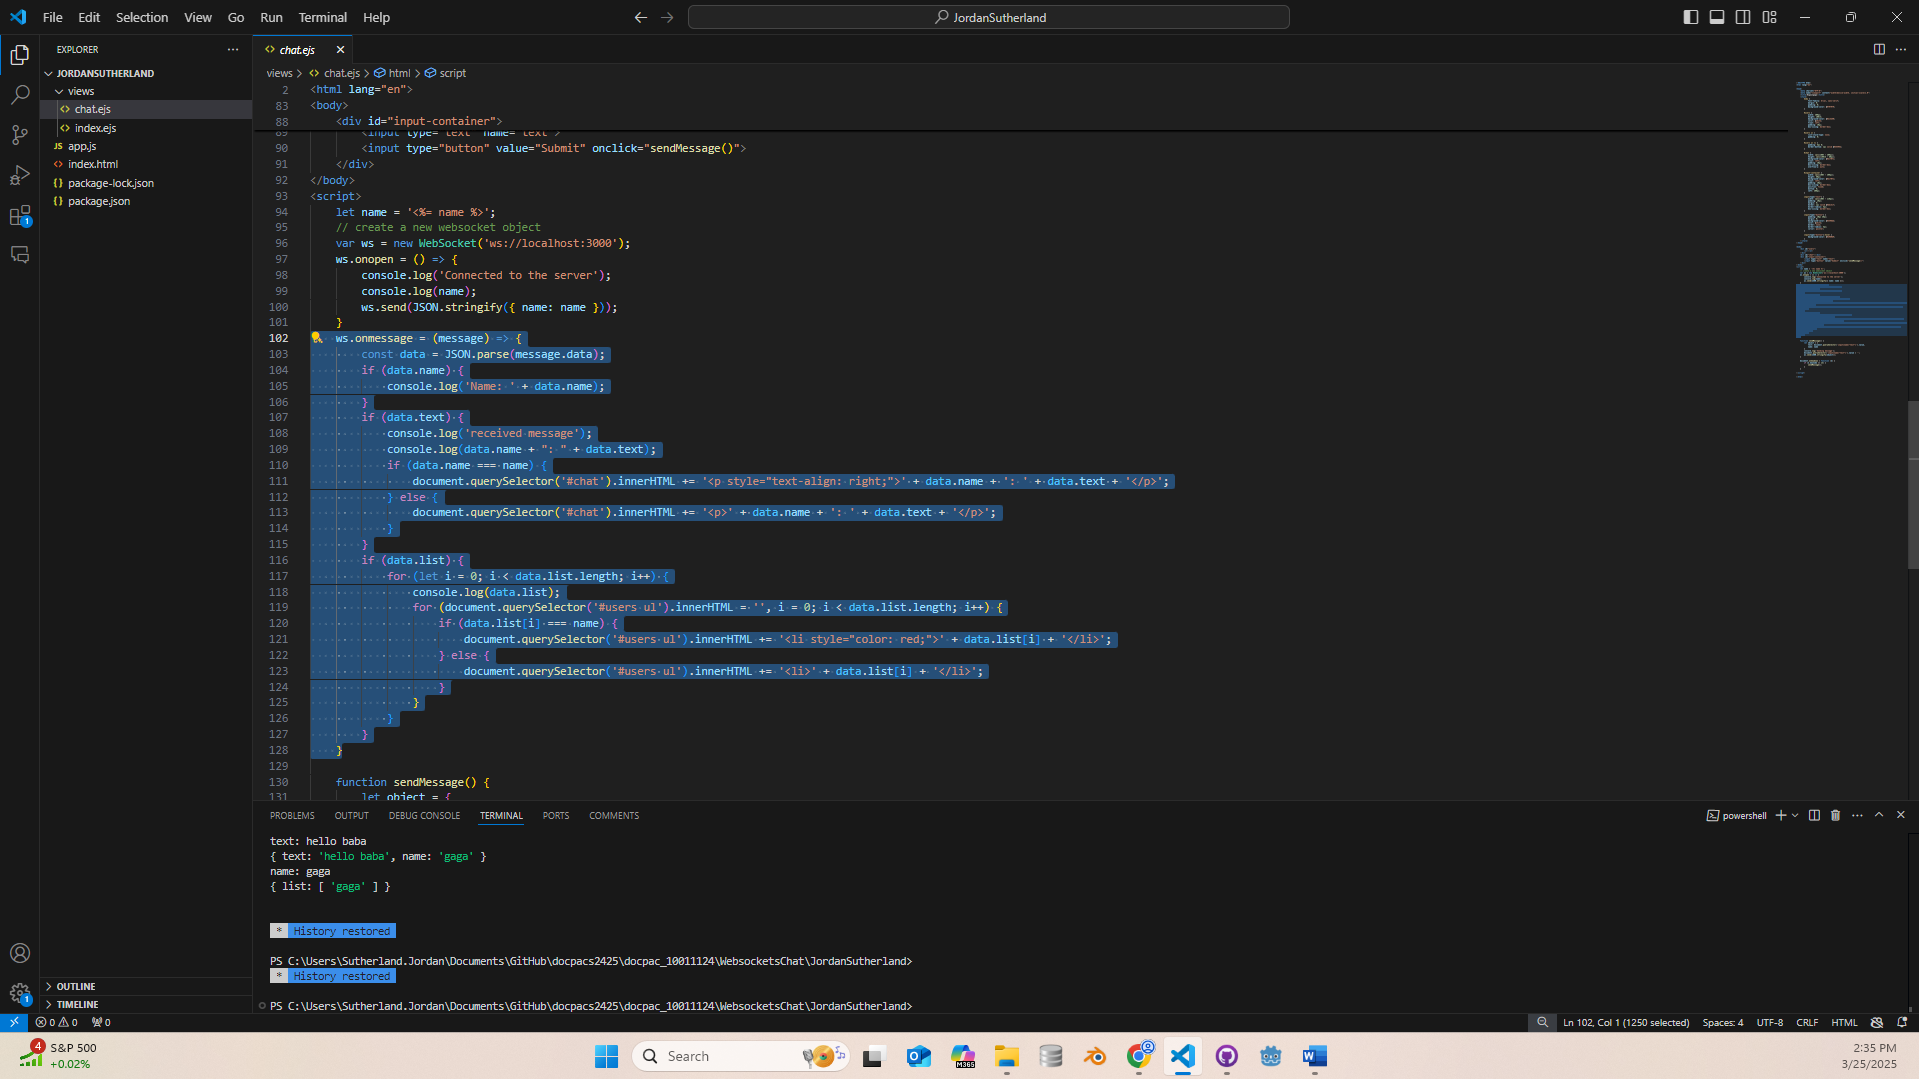 File Edit Selection View Go Run Terminal Help
JordanSutherland
EXPLORER
JORDANSUTHERLAND
views
chat.ejs
index.ejs
app.js
index.html
package-lock.json
package.json
OUTLINE
TIMELINE
chat.ejs
views > chat.ejs > html > script
2 <html lang="en">
83 <body>
88 <div id="input-container">
89 <input type="text" name="text">
90 <input type="button" value="Submit" onclick="sendMessage()">
91 </div>
92 </body>
93 <script>
94 let name = '<%= name %>';
95 // create a new websocket object
96 var ws = new WebSocket('ws://localhost:3000');
97 ws.onopen = () => {
98 console.log('Connected to the server');
99 console.log(name);
100 ws.send(JSON.stringify({ name: name }));
101 }
102 ws.onmessage = (message) => {
103 const data = JSON.parse(message.data);
104 if (data.name) {
105 console.log('Name: ' + data.name);
106 }
107 if (data.text) {
108 console.log('received message');
109 console.log(data.name + ": " + data.text);
110 if (data.name === name) {
111 document.querySelector('#chat').innerHTML += '<p style="text-align: right;">' + data.name + ': ' + data.text + '</p>';
112 } else {
113 document.querySelector('#chat').innerHTML += '<p>' + data.name + ': ' + data.text + '</p>';
114 }
115 }
116 if (data.list) {
117 for (let i = 0; i < data.list.length; i++) {
118 console.log(data.list);
119 for (document.querySelector('#users ul').innerHTML = '', i = 0; i < data.list.length; i++) {
120 if (data.list[i] === name) {
121 document.querySelector('#users ul').innerHTML += '<li style="color: red;">' + data.list[i] + '</li>';
122 } else {
123 document.querySelector('#users ul').innerHTML += '<li>' + data.list[i] + '</li>';
124 }
125 }
126 }
127 }
128 }
129
130 function sendMessage() {
131 let object = {
PROBLEMS OUTPUT DEBUG CONSOLE TERMINAL PORTS COMMENTS
powershell
text: hello baba
{ text: 'hello baba', name: 'gaga' }
name: gaga
{ list: [ 'gaga' ] }
* History restored
PS C:\Users\Sutherland.Jordan\Documents\GitHub\docpacs2425\docpac_10011124\WebsocketsChat\JordanSutherland>
* History restored
PS C:\Users\Sutherland.Jordan\Documents\GitHub\docpacs2425\docpac_10011124\WebsocketsChat\JordanSutherland>
0 0 0
Ln 102, Col 1 (1250 selected) Spaces: 4 UTF-8 CRLF HTML
4
S&P 500
+0.02%
Search
M365
2:35 PM
3/25/2025